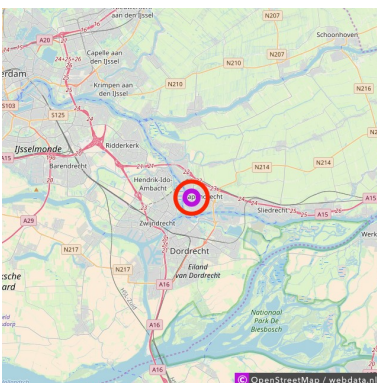 aan den IJssel
N207
Schoonhoven
A20
Capelle aan
den IJssel
N207
N210
N210
Krimpen aan
den IJssel
N210
S103
S125
IJsselmonde
Ridderkerk
A15
Barendrecht
N214
N214
Hendrik-Ido-
Ambacht
Sliedrecht
A15
A29
Zwijndrecht
N217
Dordrecht
N217
Eiland
van Dordrecht
A16
Nationaal
Park De
Biesbosch
A16
A16
© OpenStreetMap / webdata.nl